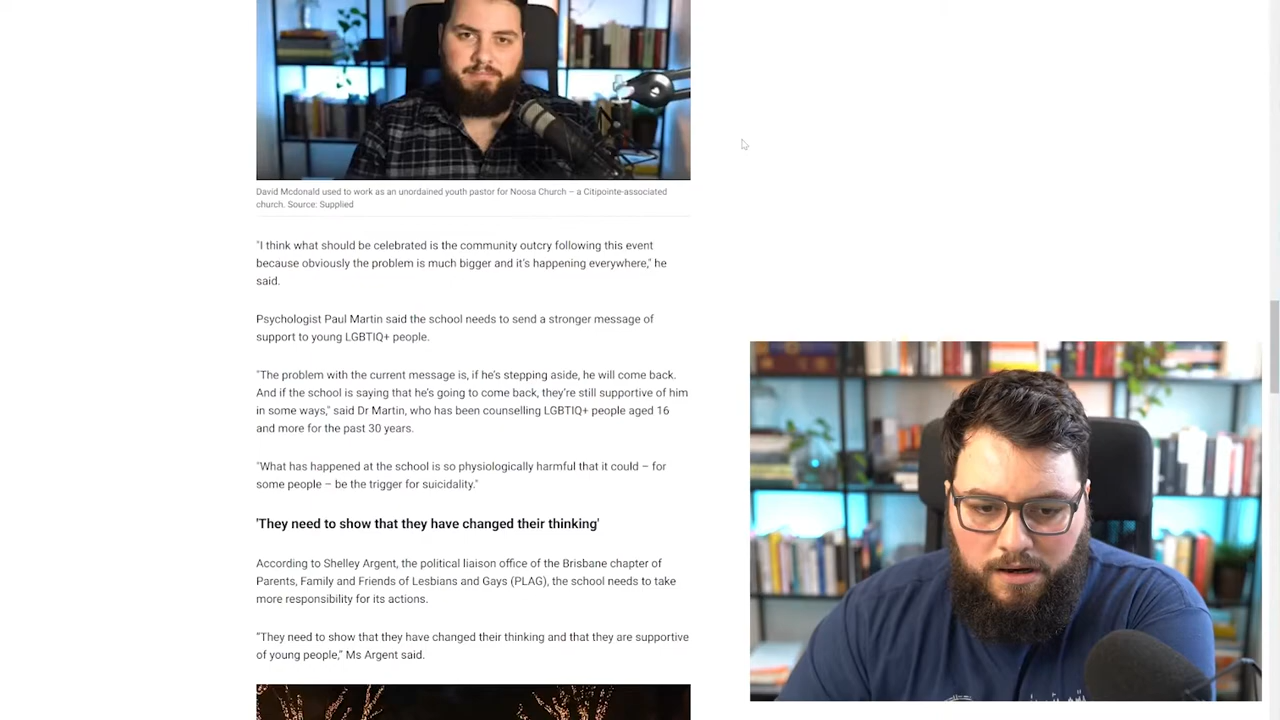 David Mcdonald used to work as an unordained youth pastor for Noosa Church – a Citipointe-associated
church. Source: Supplied
"I think what should be celebrated is the community outcry following this event
because obviously the problem is much bigger and it's happening everywhere," he
said.
Psychologist Paul Martin said the school needs to send a stronger message of
support to young LGBTIQ+ people.
"The problem with the current message is, if he's stepping aside, he will come back.
And if the school is saying that he's going to come back, they're still supportive of him
in some ways," said Dr Martin, who has been counselling LGBTIQ+ people aged 16
and more for the past 30 years.
"What has happened at the school is so physiologically harmful that it could – for
some people – be the trigger for suicidality."
'They need to show that they have changed their thinking'
According to Shelley Argent, the political liaison office of the Brisbane chapter of
Parents, Family and Friends of Lesbians and Gays (PLAG), the school needs to take
more responsibility for its actions.
"They need to show that they have changed their thinking and that they are supportive
of young people," Ms Argent said.